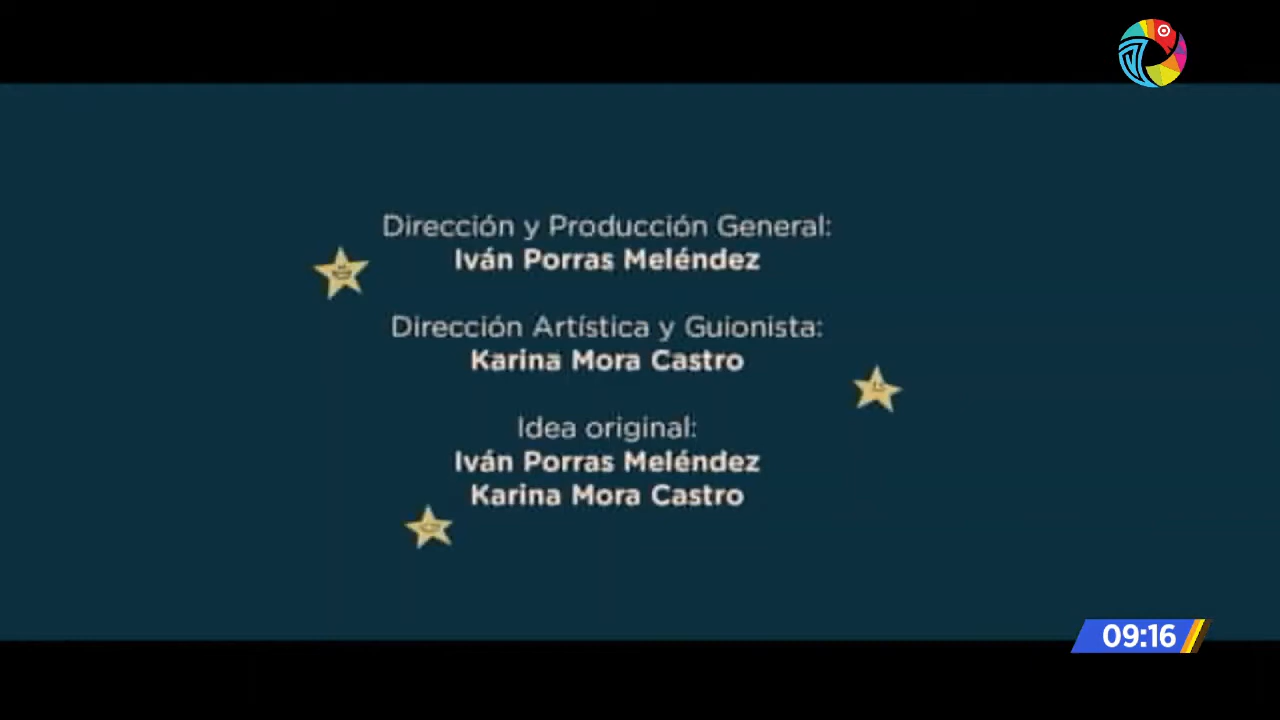 Dirección y Producción General:
Iván Porras Meléndez
Dirección Artística y Guionista:
Karina Mora Castro
Idea original:
Iván Porras Meléndez
Karina Mora Castro
09:16